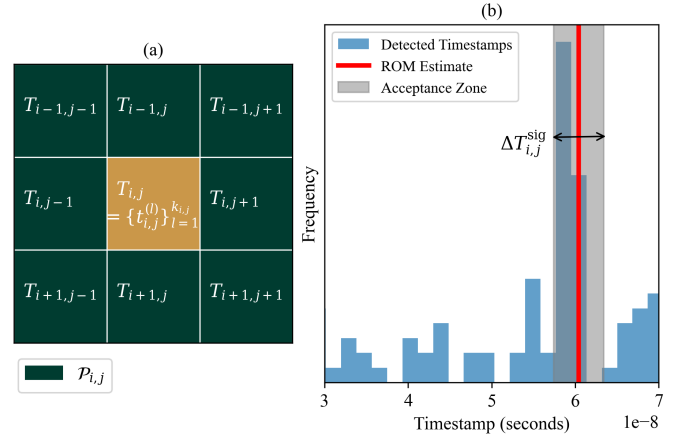 (a)
T_{i−1,j−1}
T_{i−1,j}
T_{i−1,j+1}
T_{i,j−1}
T_{i,j}
= {t_{i,j}^{(l)}}_{l=1}^{k_{i,j}}
T_{i,j+1}
T_{i+1,j−1}
T_{i+1,j}
T_{i+1,j+1}
𝒫_{i,j}
(b)
Detected Timestamps
ROM Estimate
Acceptance Zone
ΔT_{i,j}^{sig}
Frequency
3
4
5
6
7
Timestamp (seconds)
1e−8